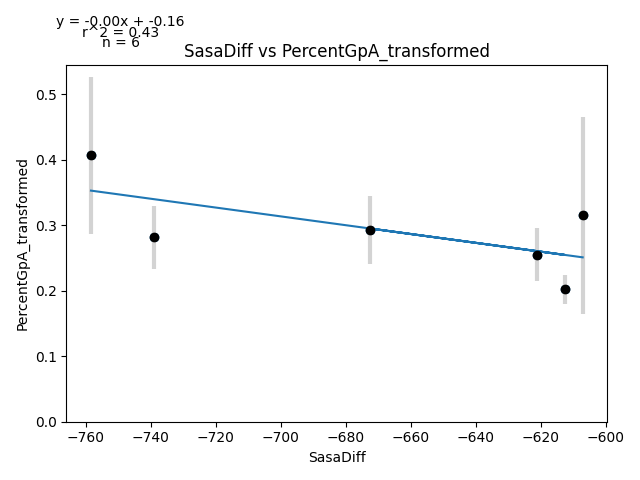 y = -0.00x + -0.16
r^2 = 0.43
n = 6
SasaDiff vs PercentGpA_transformed
PercentGpA_transformed
0.5
0.4
0.3
0.2
0.1
0.0
−760 −740 −720 −700 −680 −660 −640 −620 −600
SasaDiff